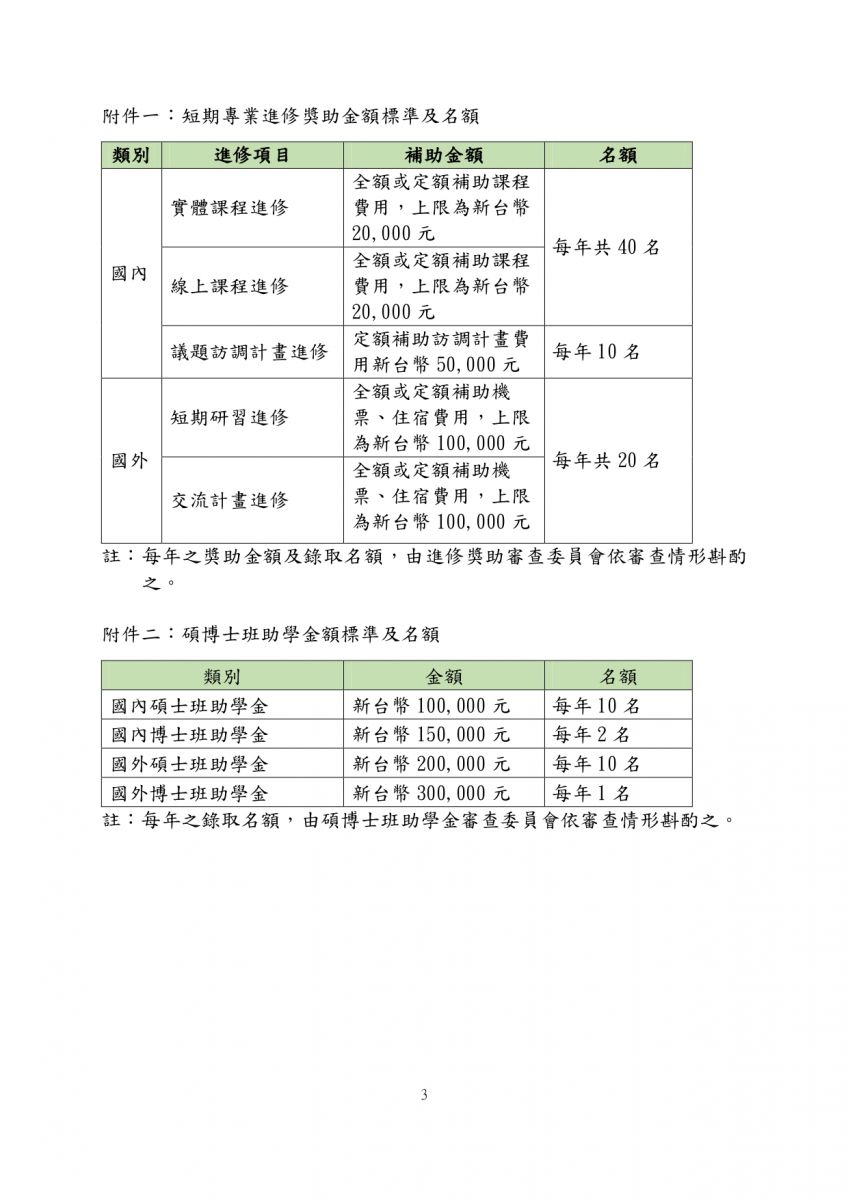 附件一：短期專業進修獎助金額標準及名額
類別 進修項目 補助金額 名額
國內
實體課程進修
全額或定額補助課程
費用，上限為新台幣
20,000 元
每年共 40 名
線上課程進修
全額或定額補助課程
費用，上限為新台幣
20,000 元
議題訪調計畫進修
定額補助訪調計畫費
用新台幣 50,000 元
每年 10 名
國外
短期研習進修
全額或定額補助機
票、住宿費用，上限
為新台幣 100,000 元
每年共 20 名
交流計畫進修
全額或定額補助機
票、住宿費用，上限
為新台幣 100,000 元
註：每年之獎助金額及錄取名額，由進修獎助審查委員會依審查情形斟酌
之。
附件二：碩博士班助學金額標準及名額
類別 金額 名額
國內碩士班助學金 新台幣 100,000 元 每年 10 名
國內博士班助學金 新台幣 150,000 元 每年 2 名
國外碩士班助學金 新台幣 200,000 元 每年 10 名
國外博士班助學金 新台幣 300,000 元 每年 1 名
註：每年之錄取名額，由碩博士班助學金審查委員會依審查情形斟酌之。
3